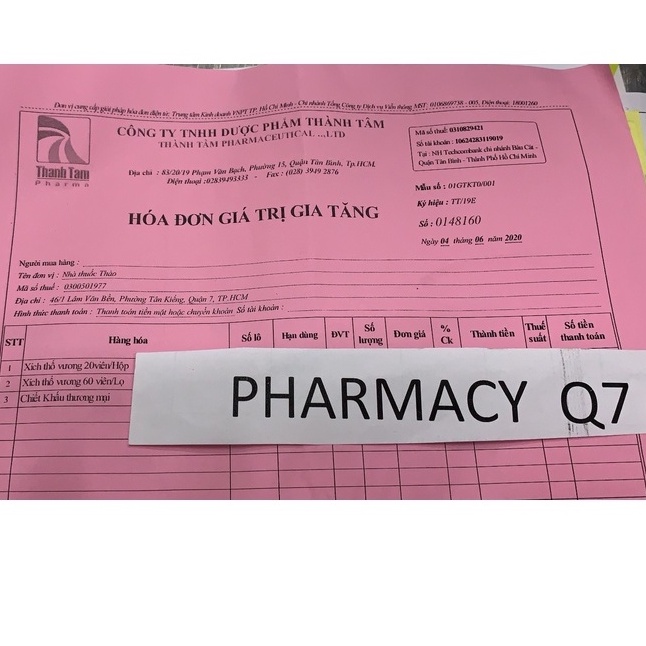 Đơn vị cung cấp giải pháp hóa đơn điện tử: Trung tâm Kinh doanh VNPT TP. Hồ Chí Minh - Chi nhánh Tổng Công ty Dịch vụ Viễn thông MST: 0106869738 - 005, Điện thoại: 18001260
Thanh Tam
Pharma
CÔNG TY TNHH DƯỢC PHẨM THÀNH TÂM
THÀNH TÂM PHARMACEUTICAL ...,LTD
Địa chỉ : 83/20/19 Phạm Văn Bạch, Phường 15, Quận Tân Bình, Tp.HCM.
Điện thoại :02839493333 - Fax : (028) 3949 2876
Mã số thuế: 0310829421
Số tài khoản : 10624283119019
Tại : NH Techcombank chi nhánh Bàu Cát -
Quận Tân Bình - Thành Phố Hồ Chí Minh
HÓA ĐƠN GIÁ TRỊ GIA TĂNG
Mẫu số : 01GTKT0/001
Ký hiệu : TT/19E
Số : 0148160
Ngày 04 tháng 06 năm 2020
Người mua hàng :
Tên đơn vị : Nhà thuốc Thảo
Mã số thuế : 0300501977
Địa chỉ : 46/1 Lâm Văn Bền, Phường Tân Kiểng, Quận 7, TP.HCM
Hình thức thanh toán : Thanh toán tiền mặt hoặc chuyển khoản Số tài khoản :
STT Hàng hóa Số lô Hạn dùng ĐVT Số lượng Đơn giá % Ck Thành tiền Thuế suất Số tiền thanh toán
1 Xích thố vương 20viên/Hộp
2 Xích thố vương 60 viên/Lọ
3 Chiết Khấu thương mại
PHARMACY Q7